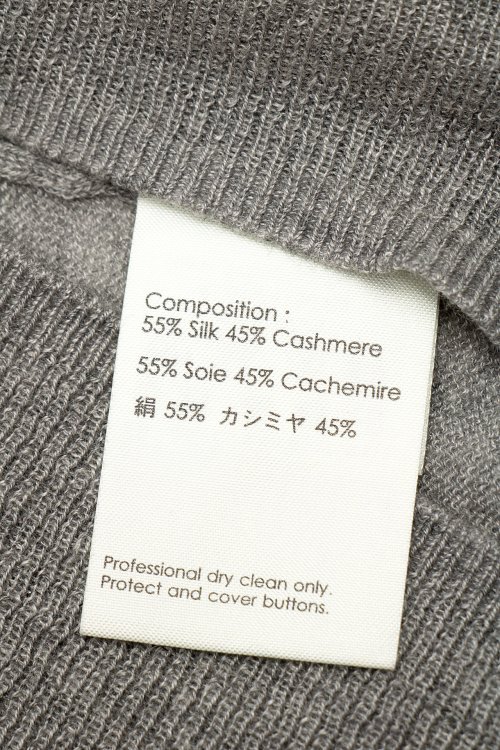 Composition :
55% Silk 45% Cashmere
55% Soie 45% Cachemire
絹 55% カシミヤ 45%
Professional dry clean only.
Protect and cover buttons.